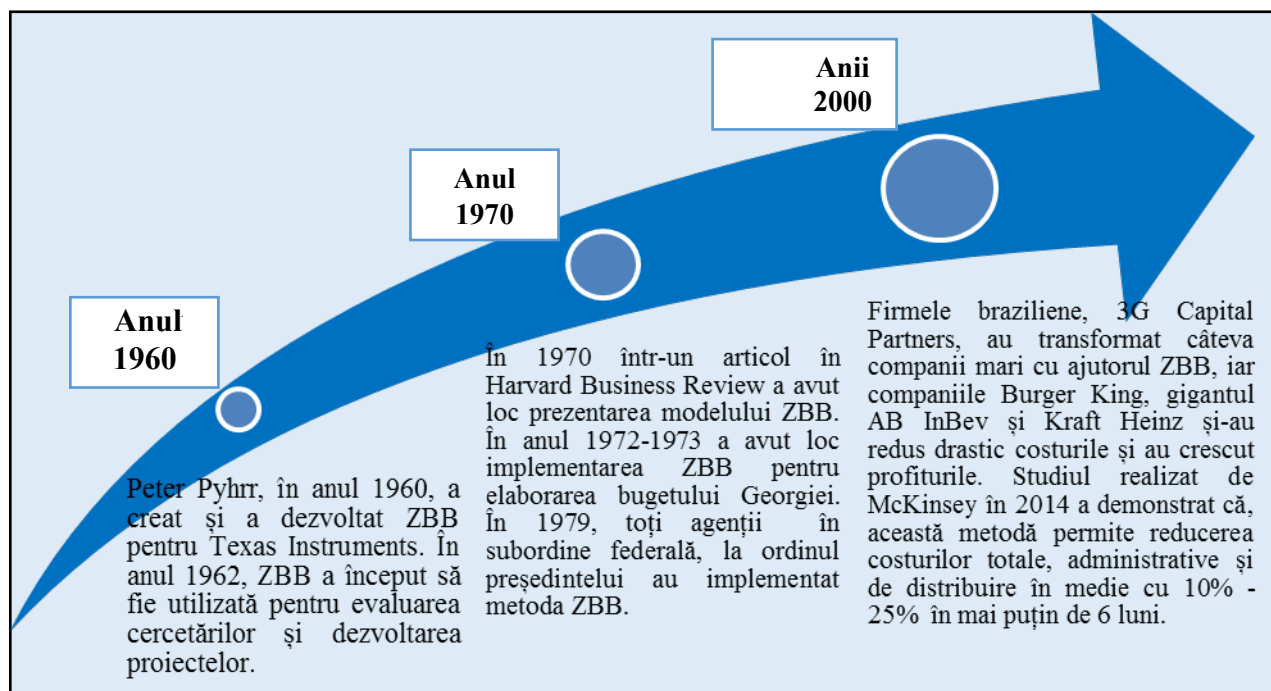 Anul
1960
Peter Pyhrr, în anul 1960, a
creat și a dezvoltat ZBB
pentru Texas Instruments. În
anul 1962, ZBB a început să
fie utilizată pentru evaluarea
cercetărilor și dezvoltarea
proiectelor.
Anul
1970
În 1970 într-un articol în
Harvard Business Review a avut
loc prezentarea modelului ZBB.
În anul 1972-1973 a avut loc
implementarea ZBB pentru
elaborarea bugetului Georgiei.
În 1979, toți agenții în
subordine federală, la ordinul
președintelui au implementat
metoda ZBB.
Anii
2000
Firmele braziliene, 3G Capital
Partners, au transformat câteva
companii mari cu ajutorul ZBB, iar
companiile Burger King, gigantul
AB InBev și Kraft Heinz și-au
redus drastic costurile și au crescut
profiturile. Studiul realizat de
McKinsey în 2014 a demonstrat că,
această metodă permite reducerea
costurilor totale, administrative și
de distribuire în medie cu 10% -
25% în mai puțin de 6 luni.